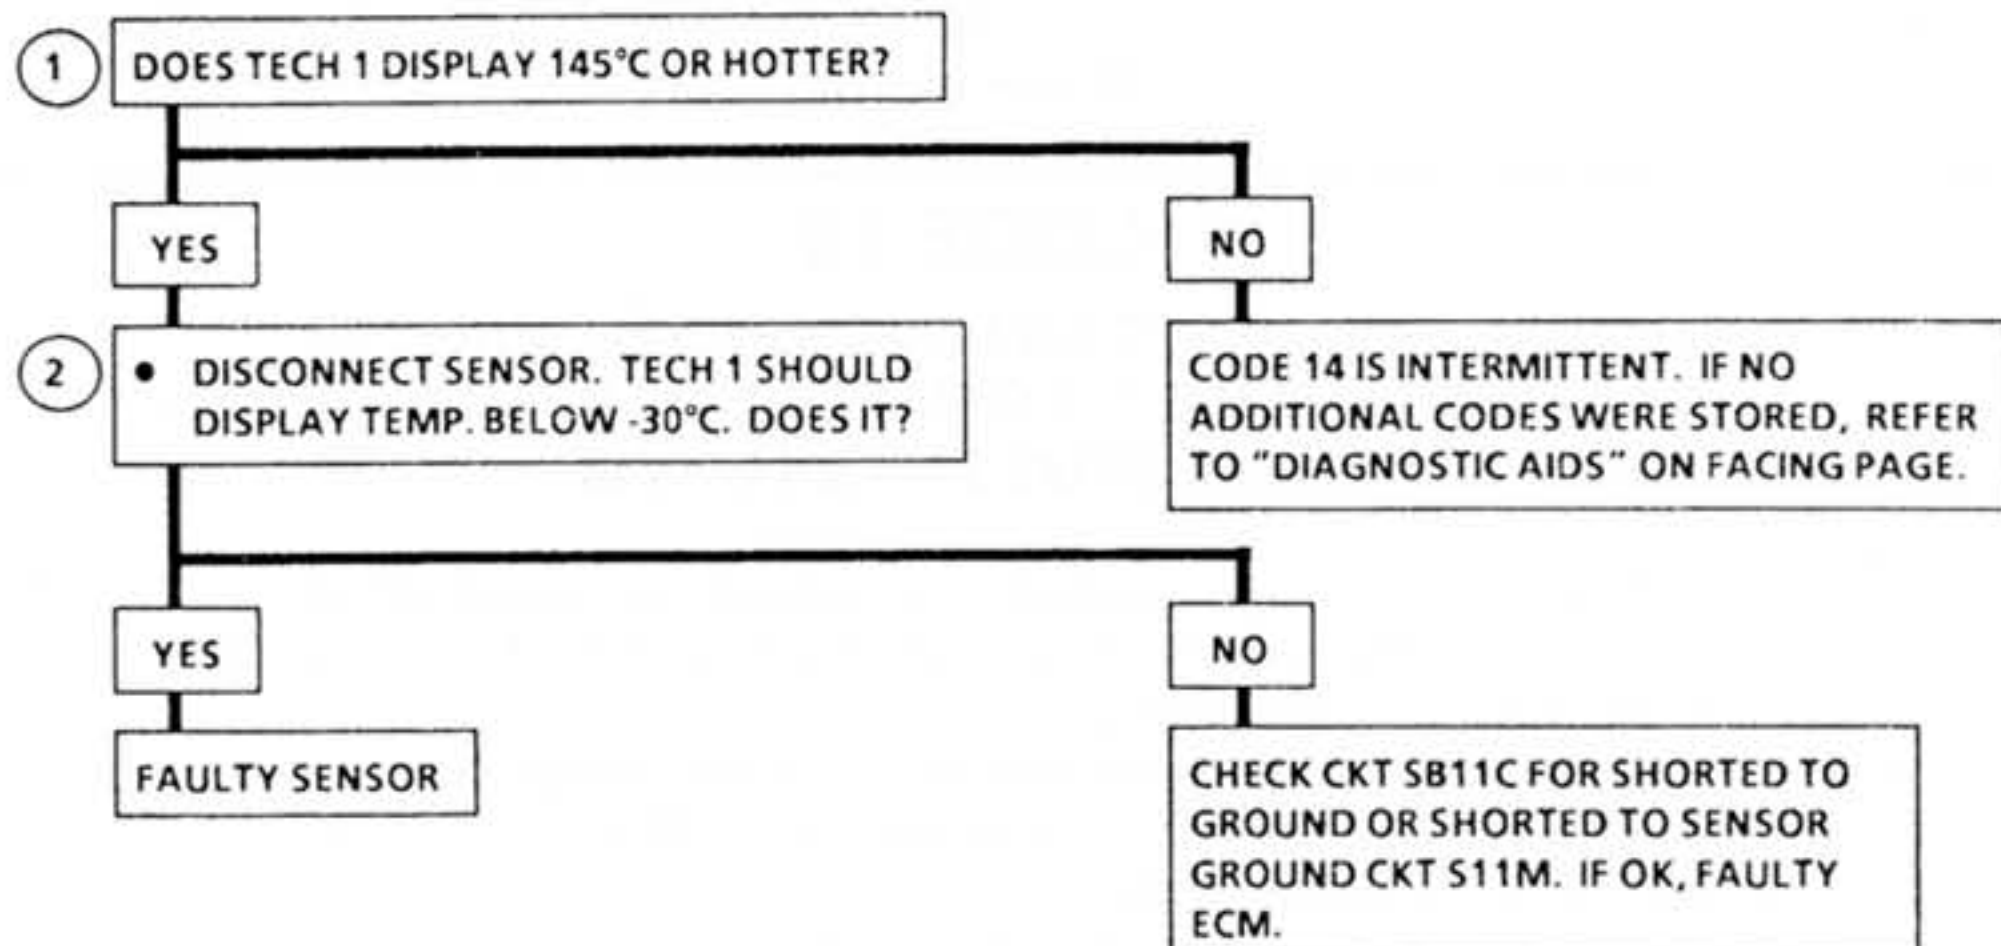 1
DOES TECH 1 DISPLAY 145°C OR HOTTER?
YES
NO
2
• DISCONNECT SENSOR. TECH 1 SHOULD
DISPLAY TEMP. BELOW -30°C. DOES IT?
CODE 14 IS INTERMITTENT. IF NO
ADDITIONAL CODES WERE STORED, REFER
TO "DIAGNOSTIC AIDS" ON FACING PAGE.
YES
NO
FAULTY SENSOR
CHECK CKT SB11C FOR SHORTED TO
GROUND OR SHORTED TO SENSOR
GROUND CKT S11M. IF OK, FAULTY
ECM.